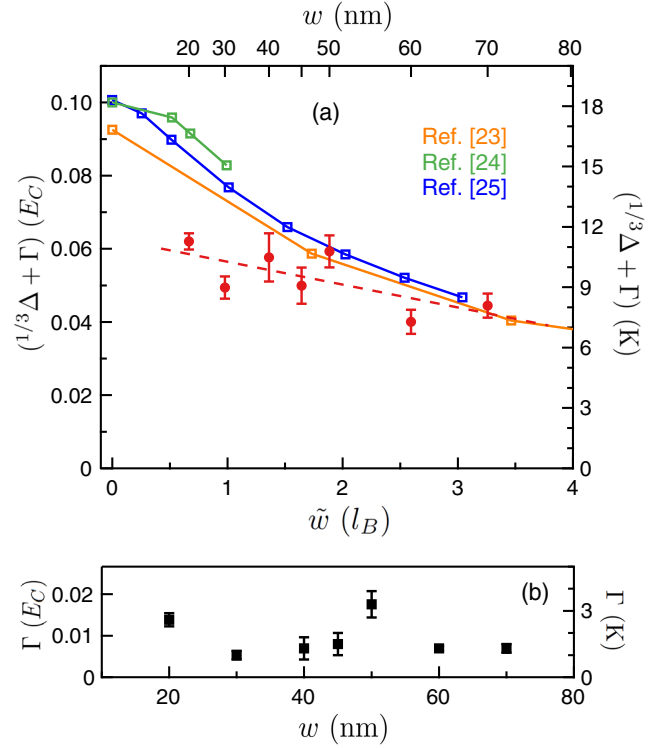 w (nm)
20 30 40 50 60 70 80
(a)
Ref. [23]
Ref. [24]
Ref. [25]
(¹/³Δ + Γ) (E_C)
0.10
0.08
0.06
0.04
0.02
0
(¹/³Δ + Γ) (K)
18
15
12
9
6
3
0
0 1 2 3 4
w̃ (l_B)
(b)
Γ (E_C)
0.02
0.01
0
Γ (K)
3
0
20 40 60 80
w (nm)